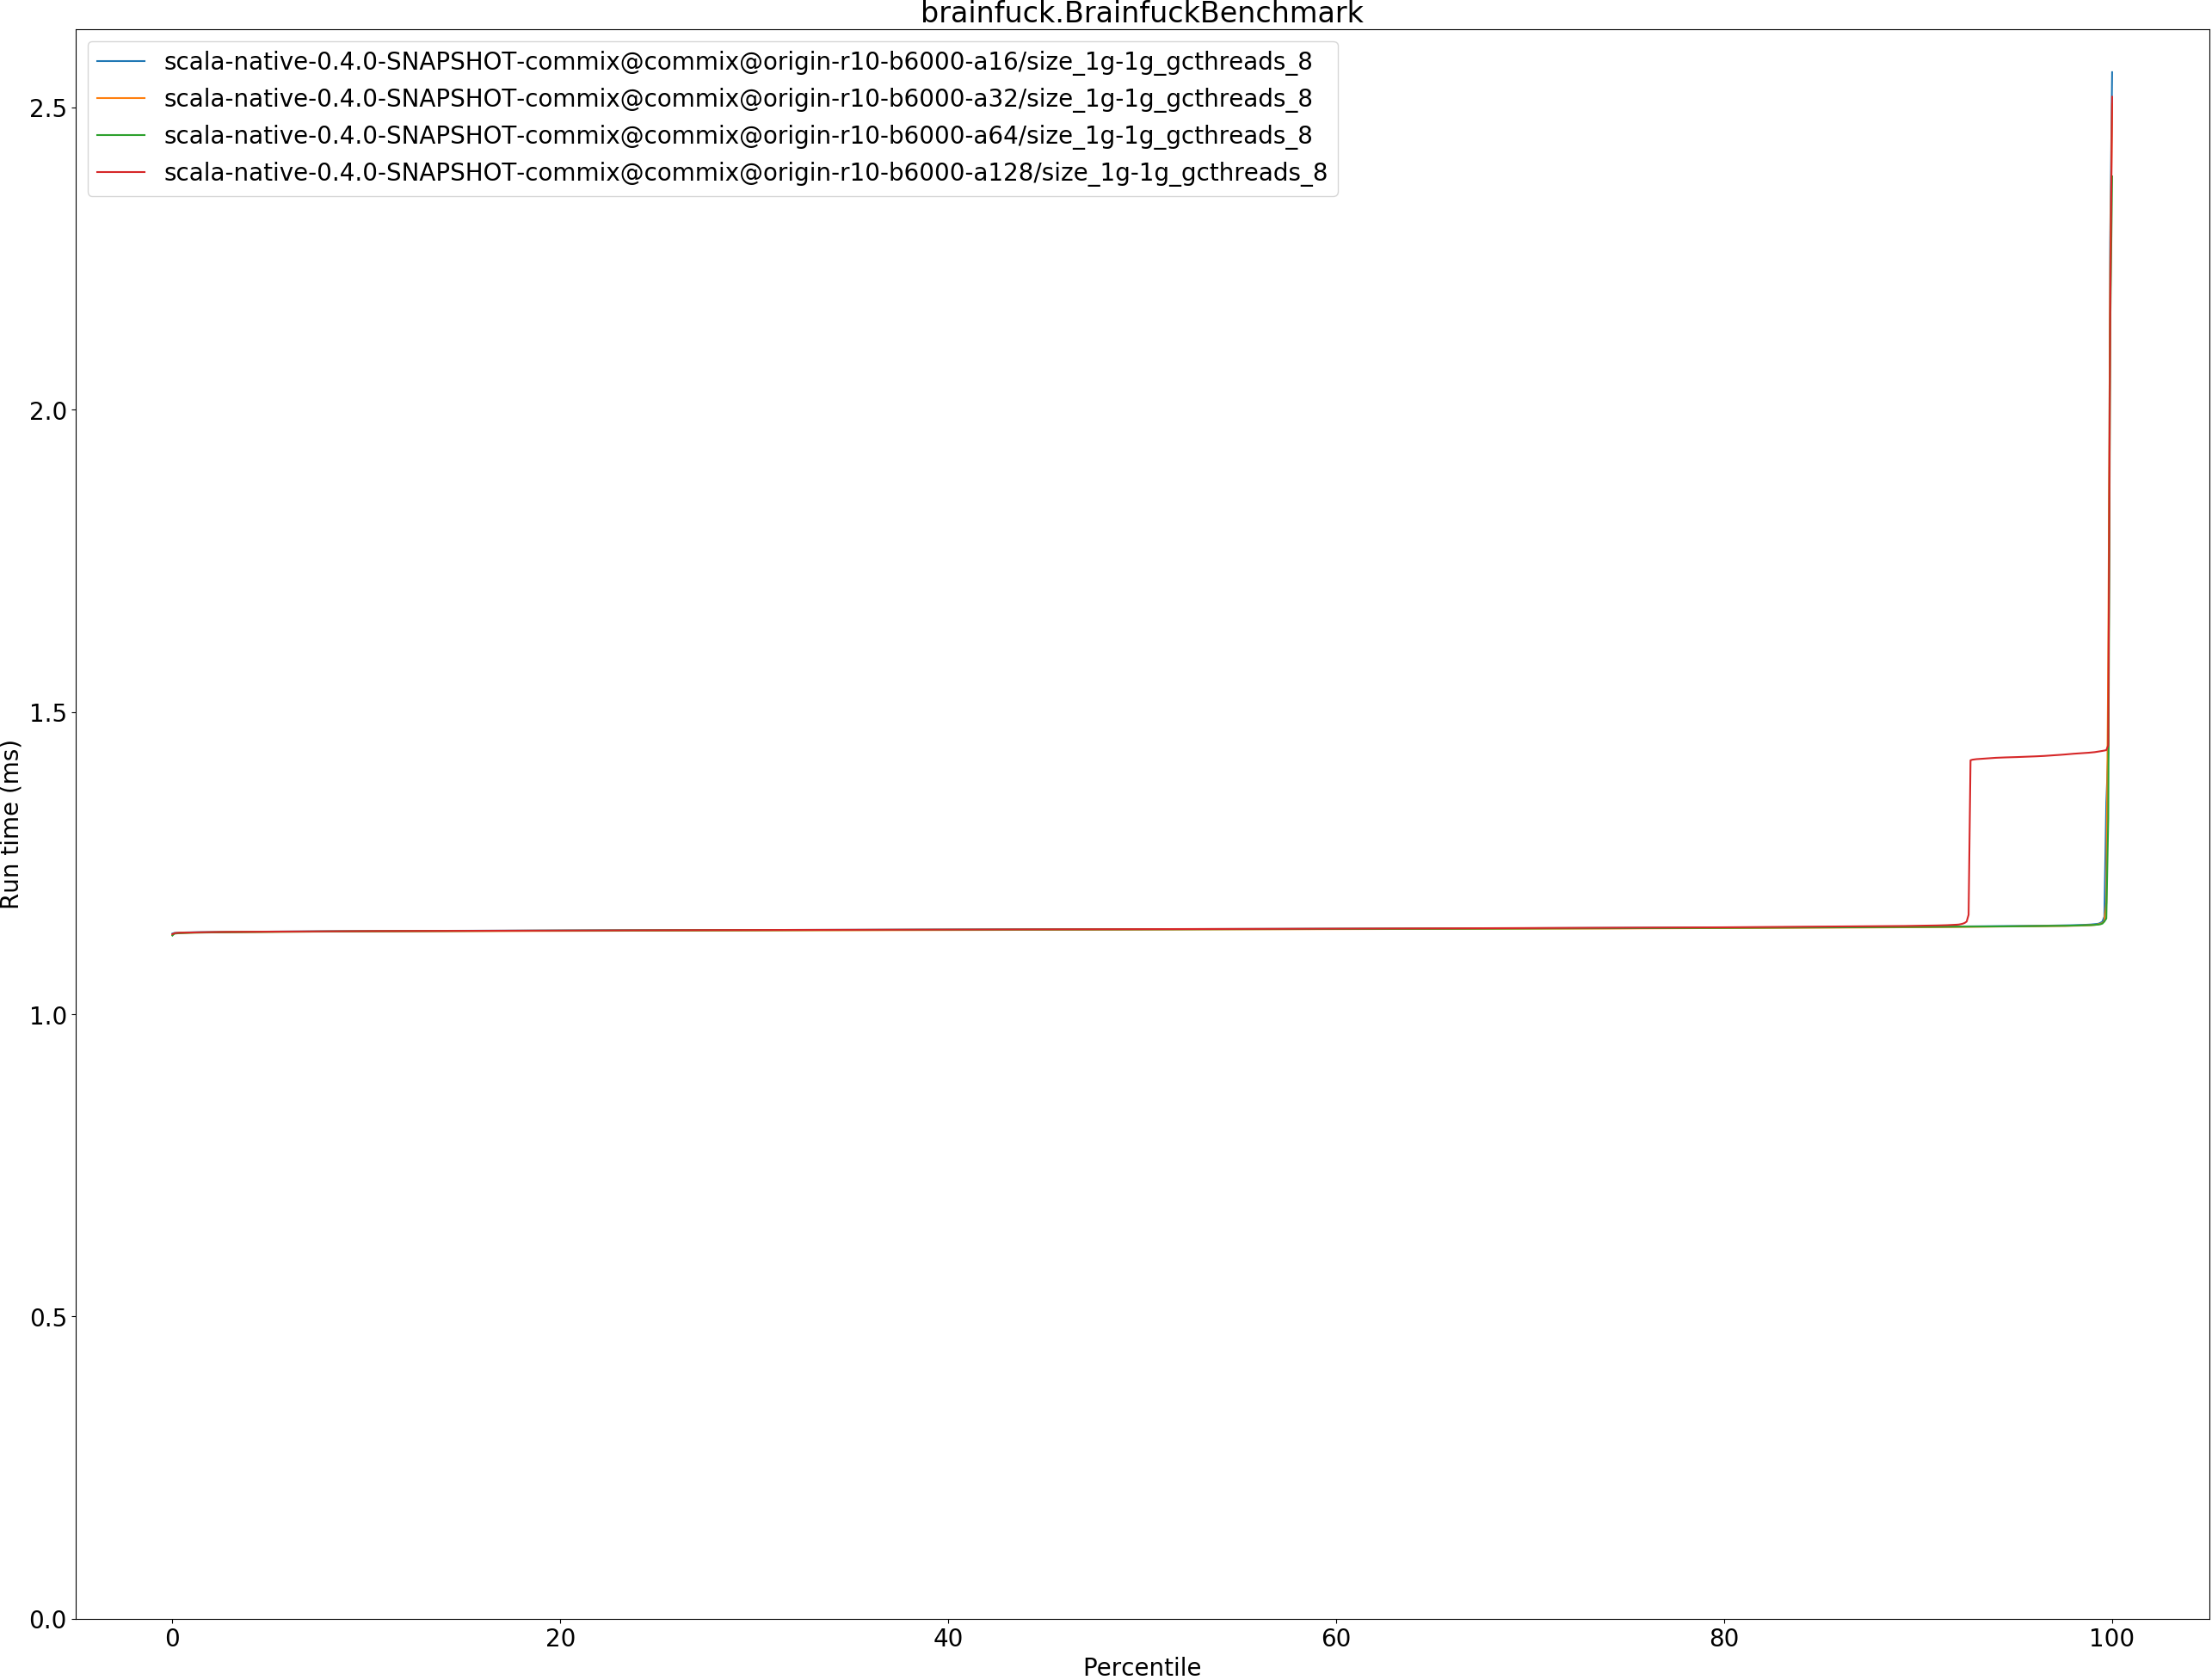 brainfuck.BrainfuckBenchmark
scala-native-0.4.0-SNAPSHOT-commix@commix@origin-r10-b6000-a16/size_1g-1g_gcthreads_8
scala-native-0.4.0-SNAPSHOT-commix@commix@origin-r10-b6000-a32/size_1g-1g_gcthreads_8
scala-native-0.4.0-SNAPSHOT-commix@commix@origin-r10-b6000-a64/size_1g-1g_gcthreads_8
scala-native-0.4.0-SNAPSHOT-commix@commix@origin-r10-b6000-a128/size_1g-1g_gcthreads_8
2.5
2.0
1.5
1.0
0.5
0.0
Run time (ms)
0 20 40 60 80 100
Percentile